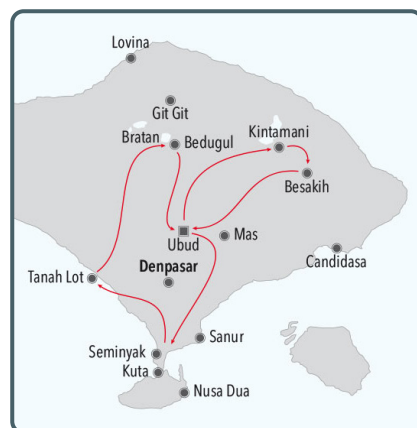 Lovina
Git Git
Bratan
Bedugul
Kintamani
Besakih
Ubud
Mas
Candidasa
Tanah Lot
Denpasar
Sanur
Seminyak
Kuta
Nusa Dua